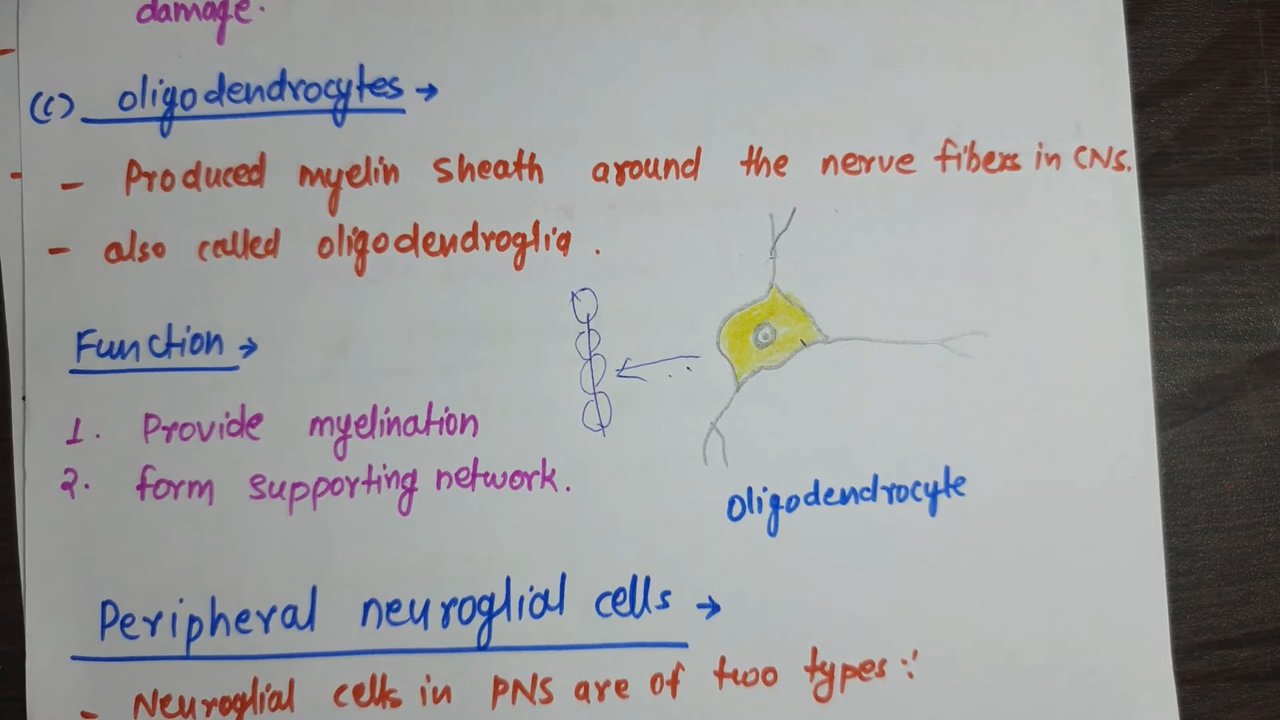 damage.
(c) oligodendrocytes →
- Produced myelin sheath around the nerve fibers in CNS.
- also called oligodendroglia.
Function →
1. Provide myelination
2. form supporting network.
oligodendrocyte
Peripheral neuroglial cells →
- Neuroglial cells in PNS are of two types: